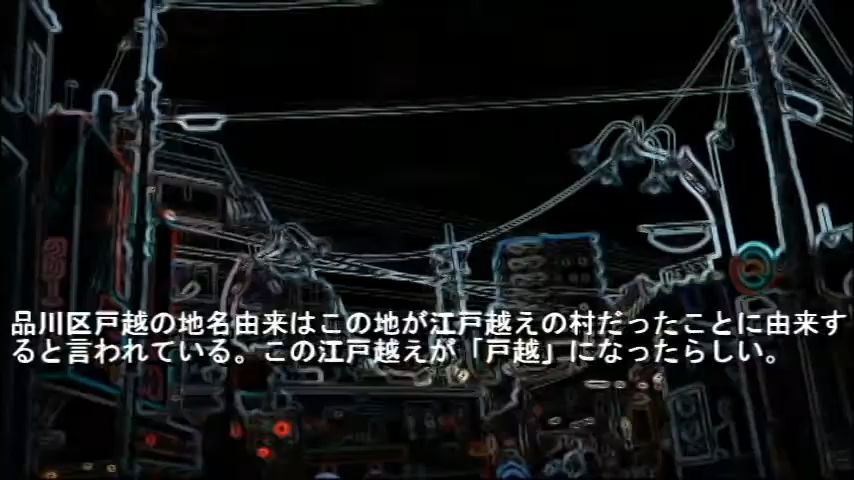 品川区戸越の地名由来はこの地が江戸越えの村だったことに由来す
ると言われている。この江戸越えが「戸越」になったらしい。